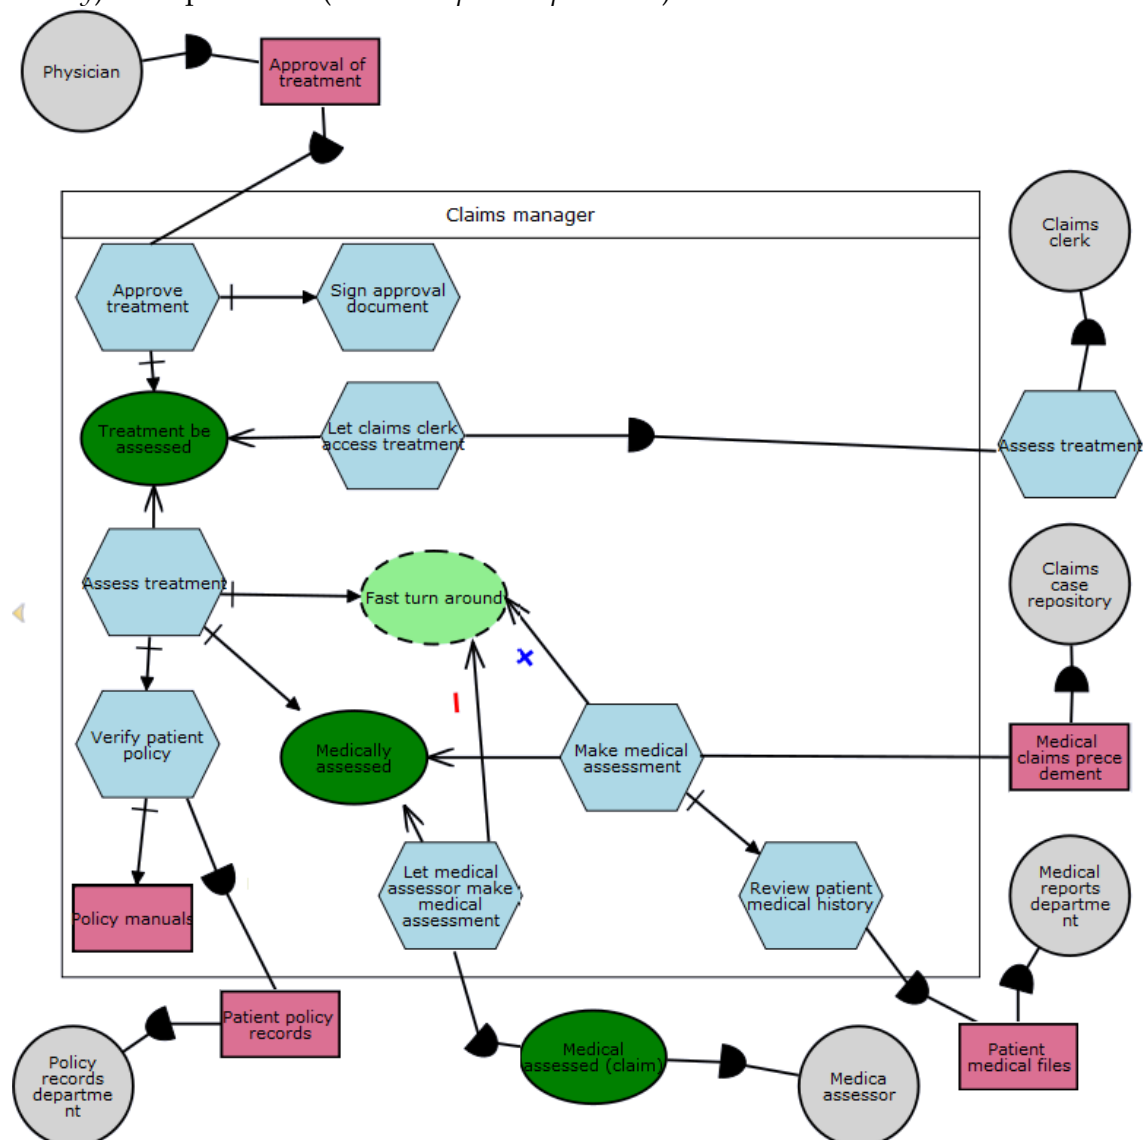 Physician
Approval of
treatment
Claims manager
Claims
clerk
Approve
treatment
Sign approval
document
Treatment be
assessed
Let claims clerk
access treatment
Assess treatment
Assess treatment
Fast turn around
Claims
case
repository
Verify patient
policy
Medically
assessed
Make medical
assessment
Medical
claims prece
dement
Let medical
assessor make
medical
assessment
Review patient
medical history
Medical
reports
departme
nt
Policy manuals
Patient policy
records
Policy
records
departme
nt
Medical
assessed (claim)
Medica
assessor
Patient
medical files